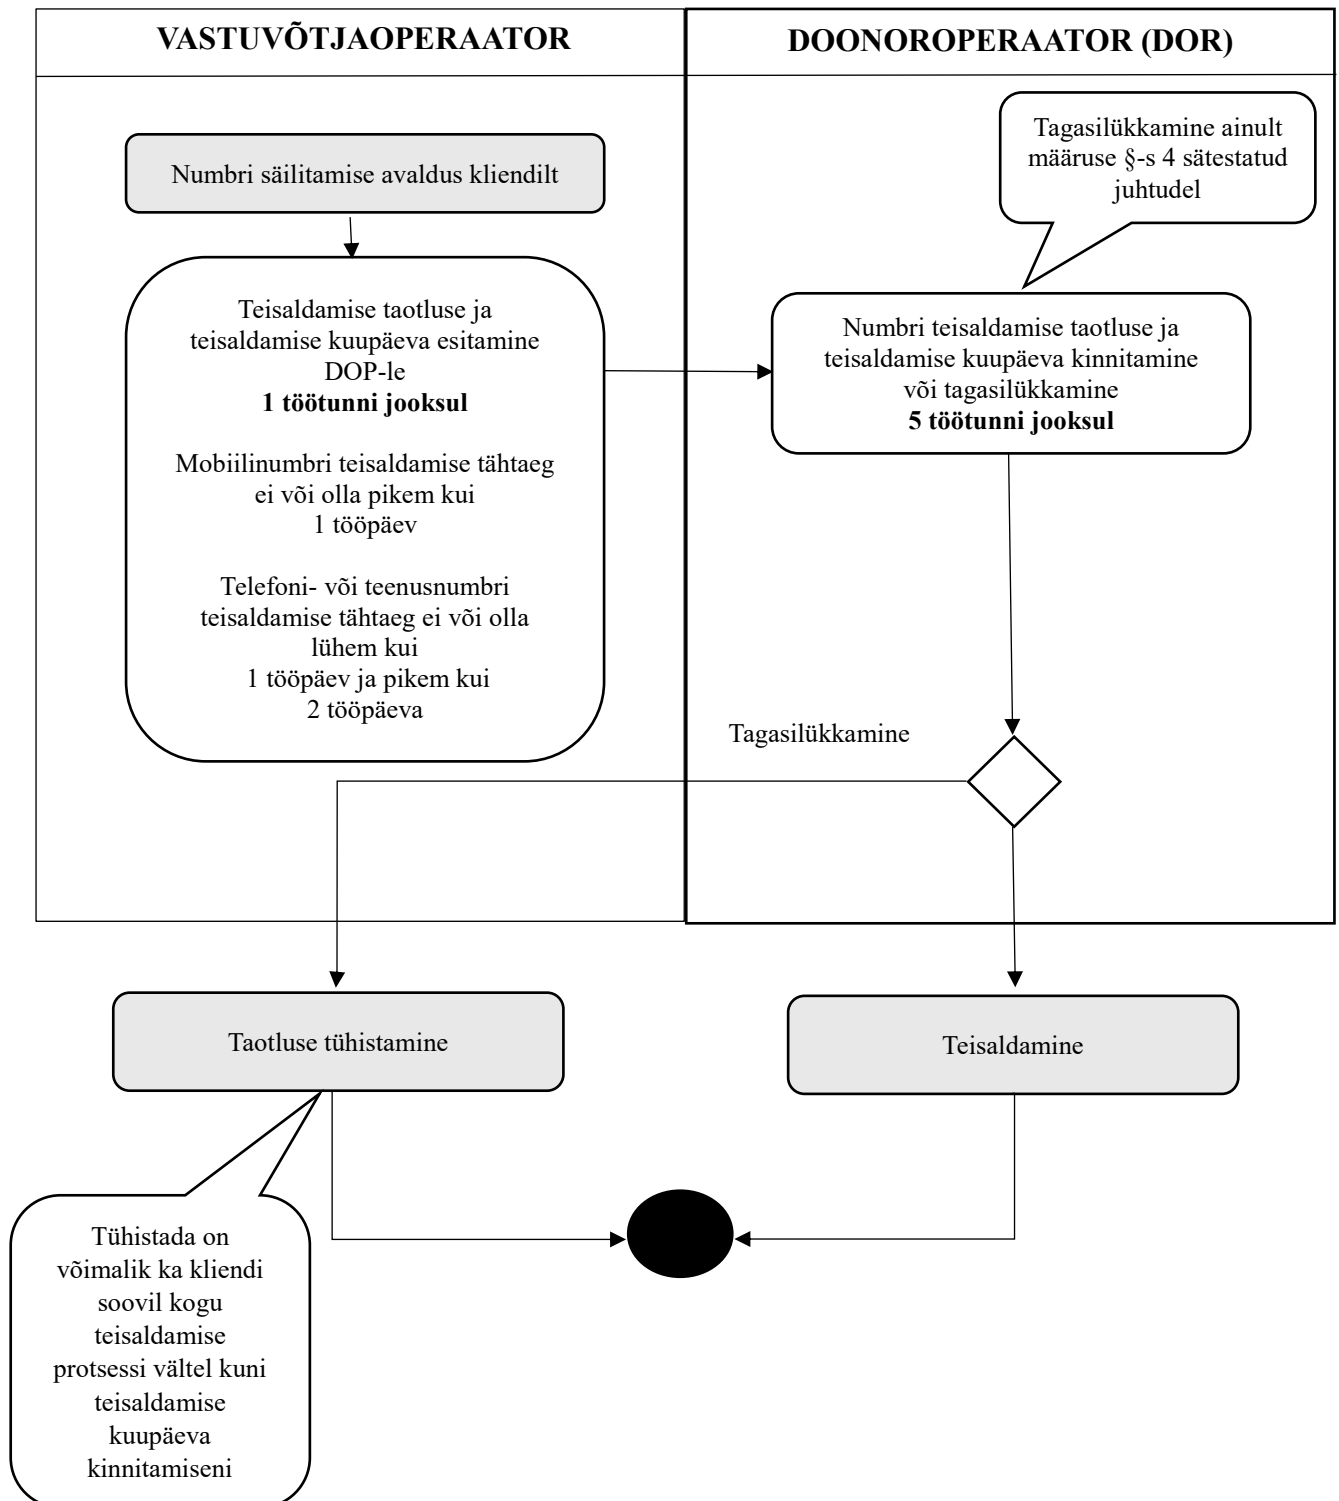 VASTUVÕTJAOPERAATOR
DOONOROPERAATOR (DOR)
Numbri säilitamise avaldus kliendilt
Tagasilükkamine ainult
määruse §-s 4 sätestatud
juhtudel
Teisaldamise taotluse ja
teisaldamise kuupäeva esitamine
DOP-le
1 töötunni jooksul
Mobiilinumbri teisaldamise tähtaeg
ei või olla pikem kui
1 tööpäev
Telefoni- või teenusnumbri
teisaldamise tähtaeg ei või olla
lühem kui
1 tööpäev ja pikem kui
2 tööpäeva
Numbri teisaldamise taotluse ja
teisaldamise kuupäeva kinnitamine
või tagasilükkamine
5 töötunni jooksul
Tagasilükkamine
Taotluse tühistamine
Teisaldamine
Tühistada on
võimalik ka kliendi
soovil kogu
teisaldamise
protsessi vältel kuni
teisaldamise
kuupäeva
kinnitamiseni